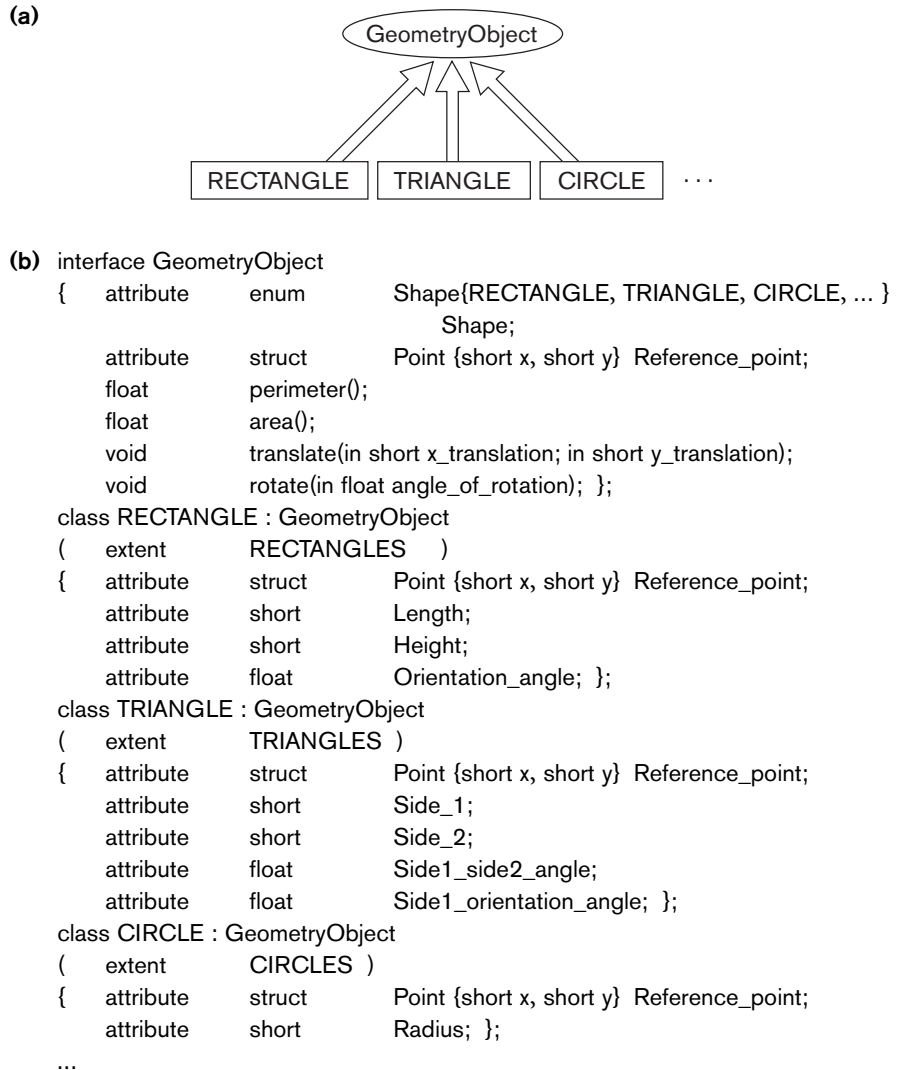 (a)
GeometryObject
RECTANGLE TRIANGLE CIRCLE ...
(b) interface GeometryObject
{ attribute enum Shape{RECTANGLE, TRIANGLE, CIRCLE, ... }
Shape;
attribute struct Point {short x, short y} Reference_point;
float perimeter();
float area();
void translate(in short x_translation; in short y_translation);
void rotate(in float angle_of_rotation); };
class RECTANGLE : GeometryObject
( extent RECTANGLES )
{ attribute struct Point {short x, short y} Reference_point;
attribute short Length;
attribute short Height;
attribute float Orientation_angle; };
class TRIANGLE : GeometryObject
( extent TRIANGLES )
{ attribute struct Point {short x, short y} Reference_point;
attribute short Side_1;
attribute short Side_2;
attribute float Side1_side2_angle;
attribute float Side1_orientation_angle; };
class CIRCLE : GeometryObject
( extent CIRCLES )
{ attribute struct Point {short x, short y} Reference_point;
attribute short Radius; };
...